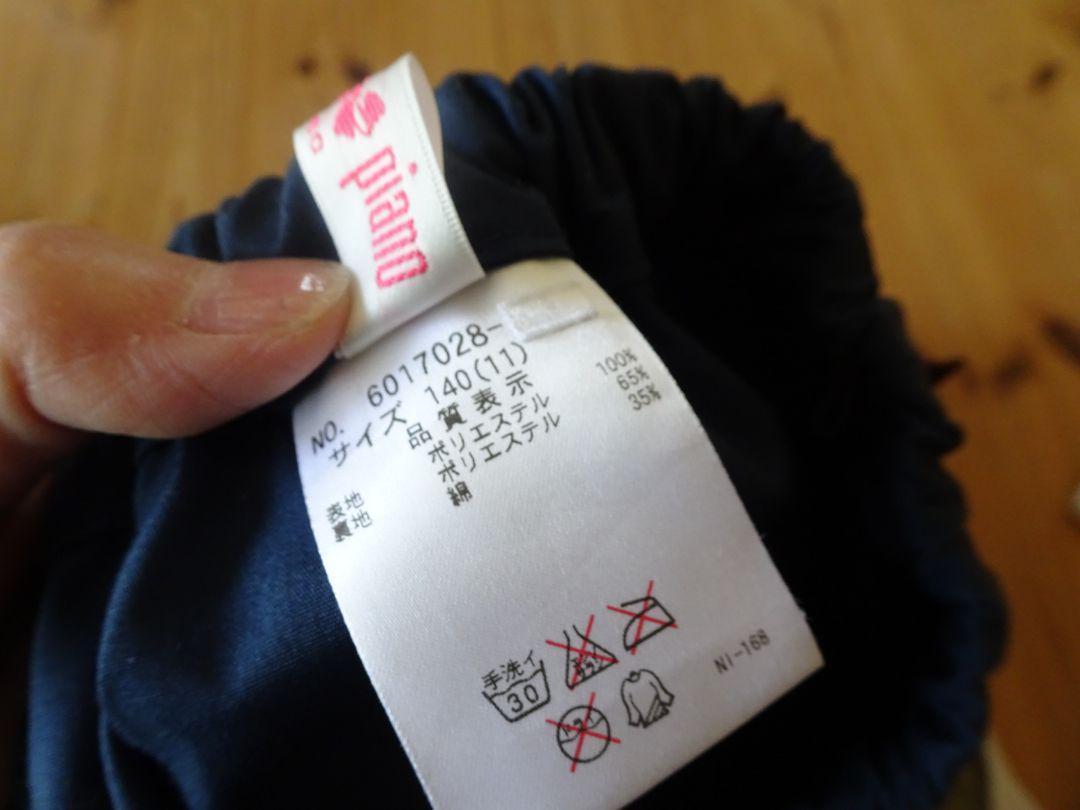 piano
NO. 6017028-
サイズ 140(11)
品質表示
表地 ポリエステル 100%
裏地 ポリエステル 65%
綿 35%
手洗イ
30
NI-168